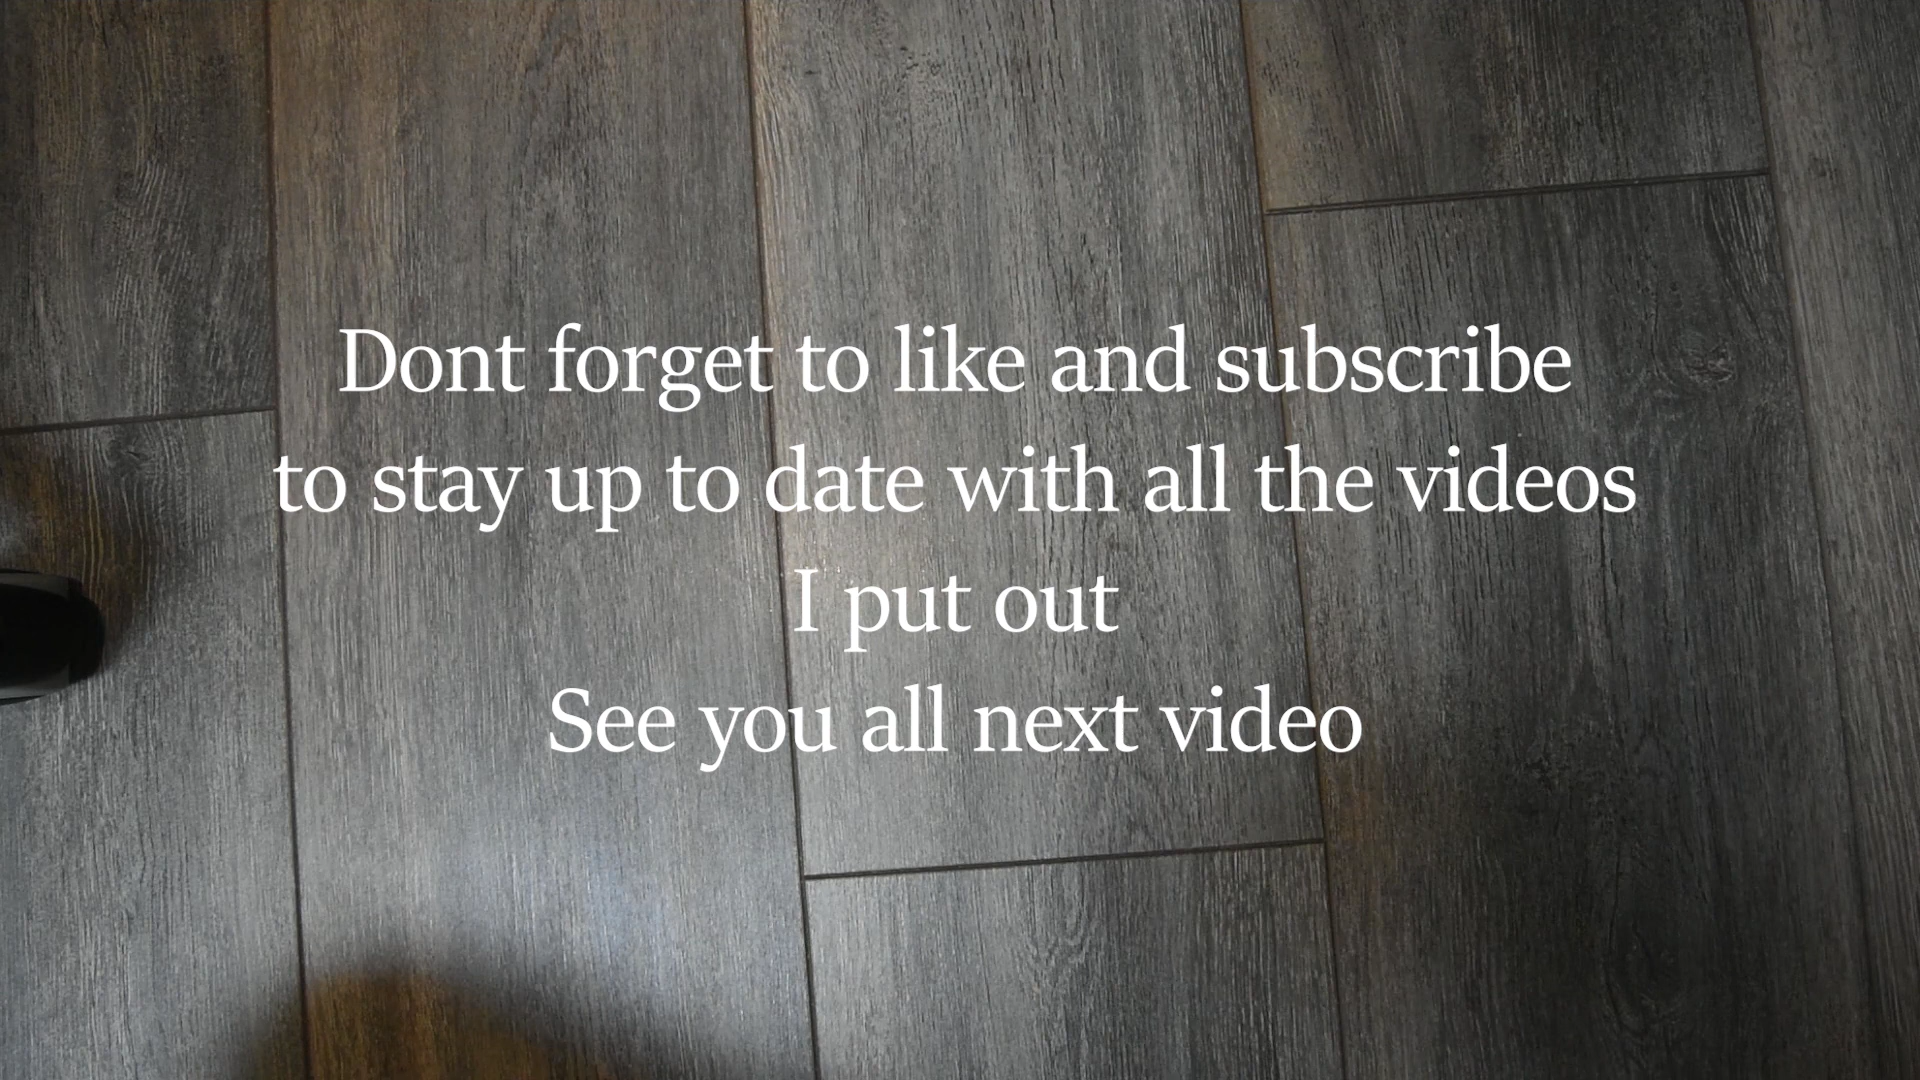 Dont forget to like and subscribe
to stay up to date with all the videos
I put out
See you all next video